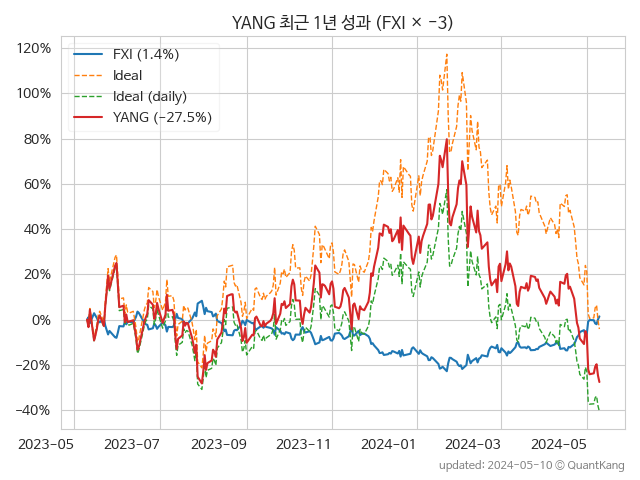 YANG 최근 1년 성과 (FXI × −3)
FXI (1.4%)
Ideal
Ideal (daily)
YANG (−27.5%)
120%
100%
80%
60%
40%
20%
0%
−20%
−40%
2023-05 2023-07 2023-09 2023-11 2024-01 2024-03 2024-05
updated: 2024-05-10 ⓒ QuantKang